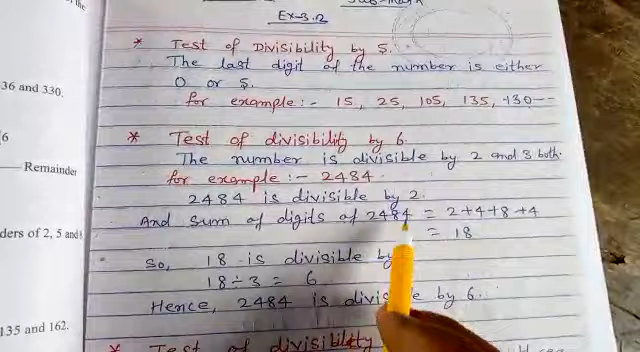 Ex-3.2
* Test of Divisibility by 5.
The last digit of the number is either
0 or 5.
for example:- 15, 25, 105, 135, 430---
36 and 330.
* Test of divisibility by 6.
The number is divisible by 2 and 3 both.
Remainder
for example:- 2484.
2484 is divisible by 2.
And sum of digits of 2484 = 2+4+8+4
= 18
ders of 2, 5 and
So, 18 is divisible by
18÷3 = 6
Hence, 2484 is divisible by 6.
135 and 162.
* Test of divisibility